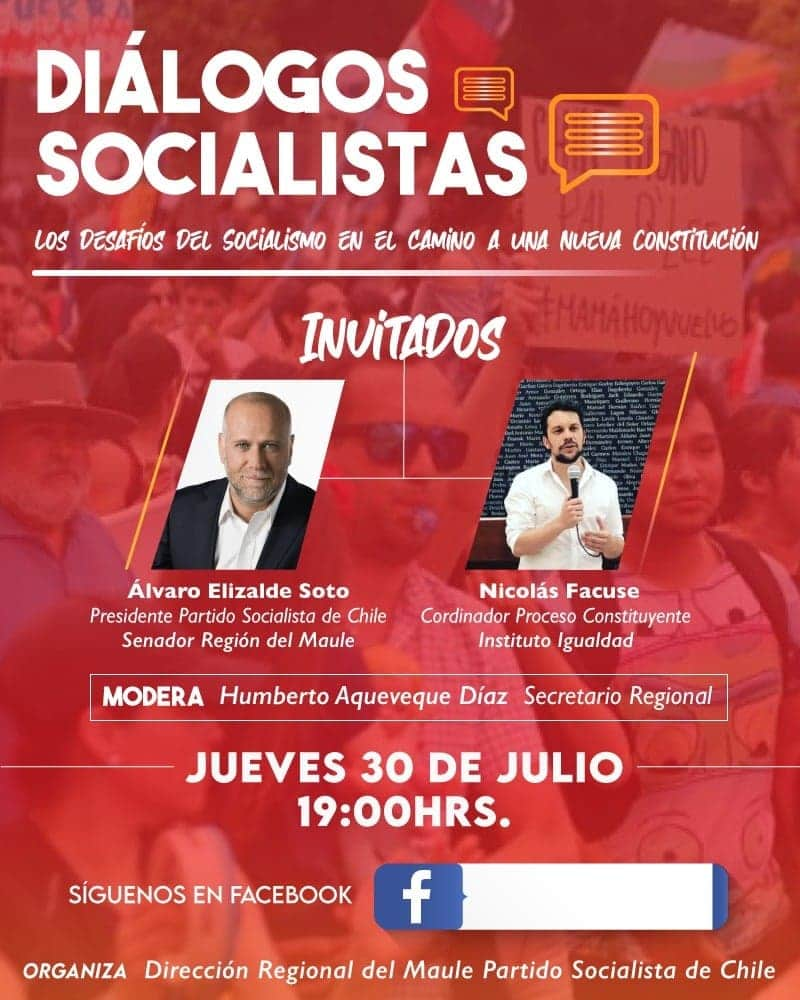 DIÁLOGOS
SOCIALISTAS
LOS DESAFÍOS DEL SOCIALISMO EN EL CAMINO A UNA NUEVA CONSTITUCIÓN
#MAMÁHOYVUELVO
INVITADOS
Álvaro Elizalde Soto
Presidente Partido Socialista de Chile
Senador Región del Maule
Nicolás Facuse
Cordinador Proceso Constituyente
Instituto Igualdad
MODERA Humberto Aqueveque Díaz Secretario Regional
JUEVES 30 DE JULIO
19:00HRS.
SÍGUENOS EN FACEBOOK f
ORGANIZA Dirección Regional del Maule Partido Socialista de Chile